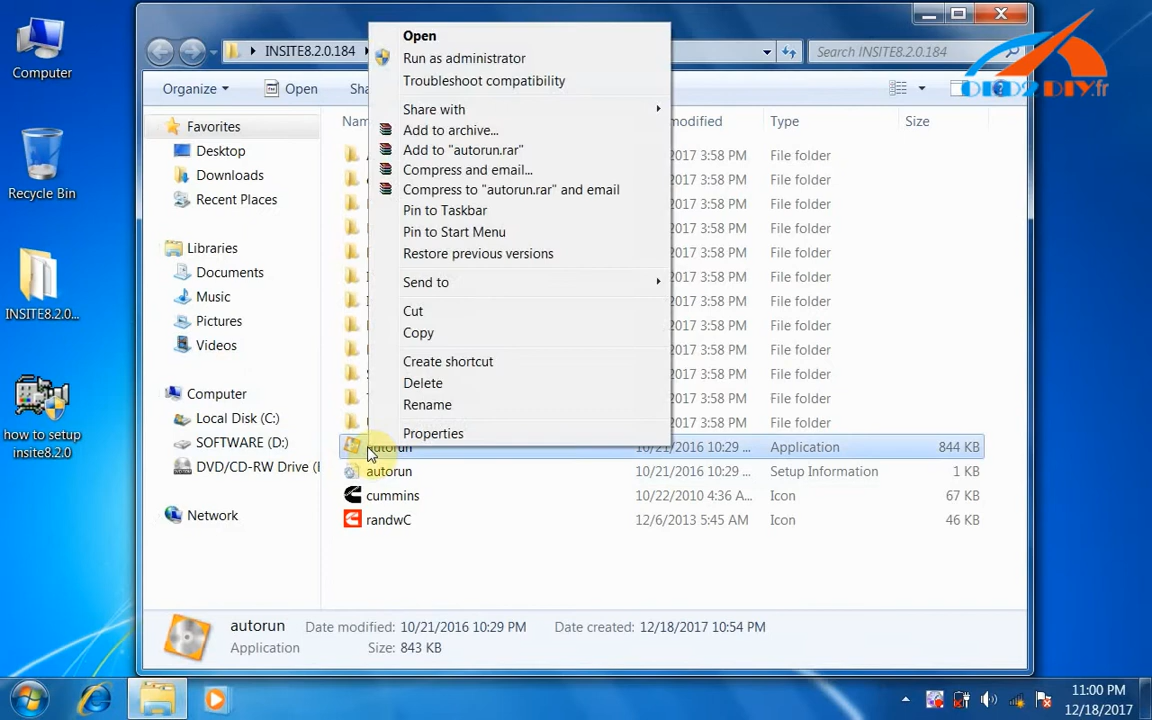 Computer
Recycle Bin
INSITE8.2.0...
how to setup
insite8.2.0
INSITE8.2.0.184
Search INSITE8.2.0.184
OBD2DIY.fr
Organize
Open
Favorites
Desktop
Downloads
Recent Places
Libraries
Documents
Music
Pictures
Videos
Computer
Local Disk (C:)
SOFTWARE (D:)
DVD/CD-RW Drive (
Network
Open
Run as administrator
Troubleshoot compatibility
Share with
Add to archive...
Add to "autorun.rar"
Compress and email...
Compress to "autorun.rar" and email
Pin to Taskbar
Pin to Start Menu
Restore previous versions
Send to
Cut
Copy
Create shortcut
Delete
Rename
Properties
Type Size
2017 3:58 PM File folder
2017 3:58 PM File folder
2017 3:58 PM File folder
2017 3:58 PM File folder
2017 3:58 PM File folder
2017 3:58 PM File folder
2017 3:58 PM File folder
2017 3:58 PM File folder
2017 3:58 PM File folder
2017 3:58 PM File folder
2017 3:58 PM File folder
2017 3:58 PM File folder
autorun 10/21/2016 10:29 ... Application 844 KB
autorun 10/21/2016 10:29 ... Setup Information 1 KB
cummins 10/22/2010 4:36 A... Icon 67 KB
randwC 12/6/2013 5:45 AM Icon 46 KB
autorun Date modified: 10/21/2016 10:29 PM Date created: 12/18/2017 10:54 PM
Application Size: 843 KB
11:00 PM
12/18/2017